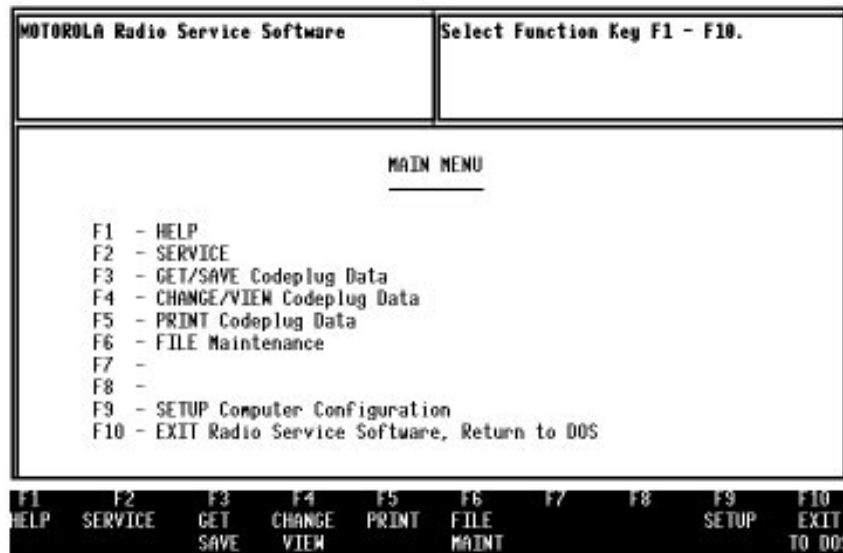 MOTOROLA Radio Service Software
Select Function Key F1 - F10.
MAIN MENU
F1 - HELP
F2 - SERVICE
F3 - GET/SAVE Codeplug Data
F4 - CHANGE/VIEW Codeplug Data
F5 - PRINT Codeplug Data
F6 - FILE Maintenance
F7 -
F8 -
F9 - SETUP Computer Configuration
F10 - EXIT Radio Service Software, Return to DOS
F1 F2 F3 F4 F5 F6 F7 F8 F9 F10
HELP SERVICE GET CHANGE PRINT FILE SETUP EXIT
SAVE VIEW MAINT TO DOS